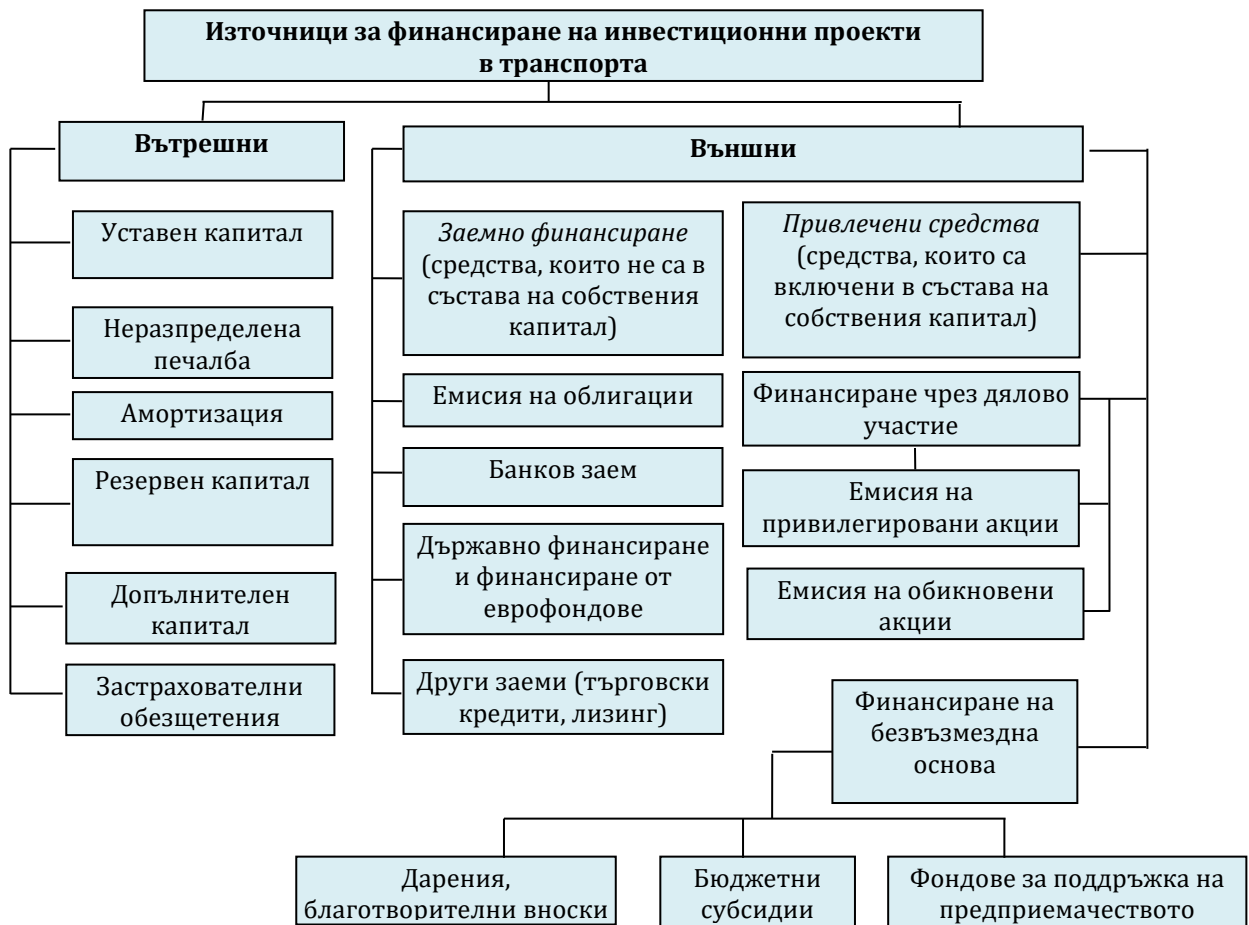 Източници за финансиране на инвестиционни проекти
в транспорта
Вътрешни
Външни
Уставен капитал
Неразпределена
печалба
Амортизация
Резервен капитал
Допълнителен
капитал
Застрахователни
обезщетения
Заемно финансиране
(средства, които не са в
състава на собствения
капитал)
Емисия на облигации
Банков заем
Държавно финансиране
и финансиране от
еврофондове
Други заеми (търговски
кредити, лизинг)
Привлечени средства
(средства, които са
включени в състава на
собствения капитал)
Финансиране чрез дялово
участие
Емисия на
привилегировани акции
Емисия на обикновени
акции
Финансиране на
безвъзмездна
основа
Дарения,
благотворителни вноски
Бюджетни
субсидии
Фондове за поддръжка на
предприемачеството